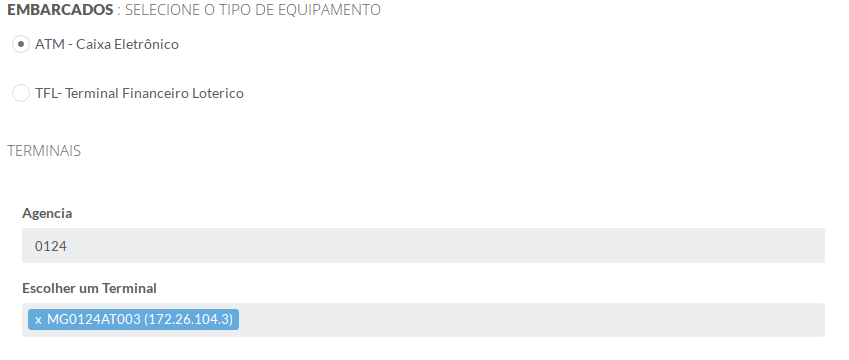 EMBARCADOS : SELECIONE O TIPO DE EQUIPAMENTO
ATM - Caixa Eletrônico
TFL- Terminal Financeiro Loterico
TERMINAIS
Agencia
0124
Escolher um Terminal
x MG0124AT003 (172.26.104.3)